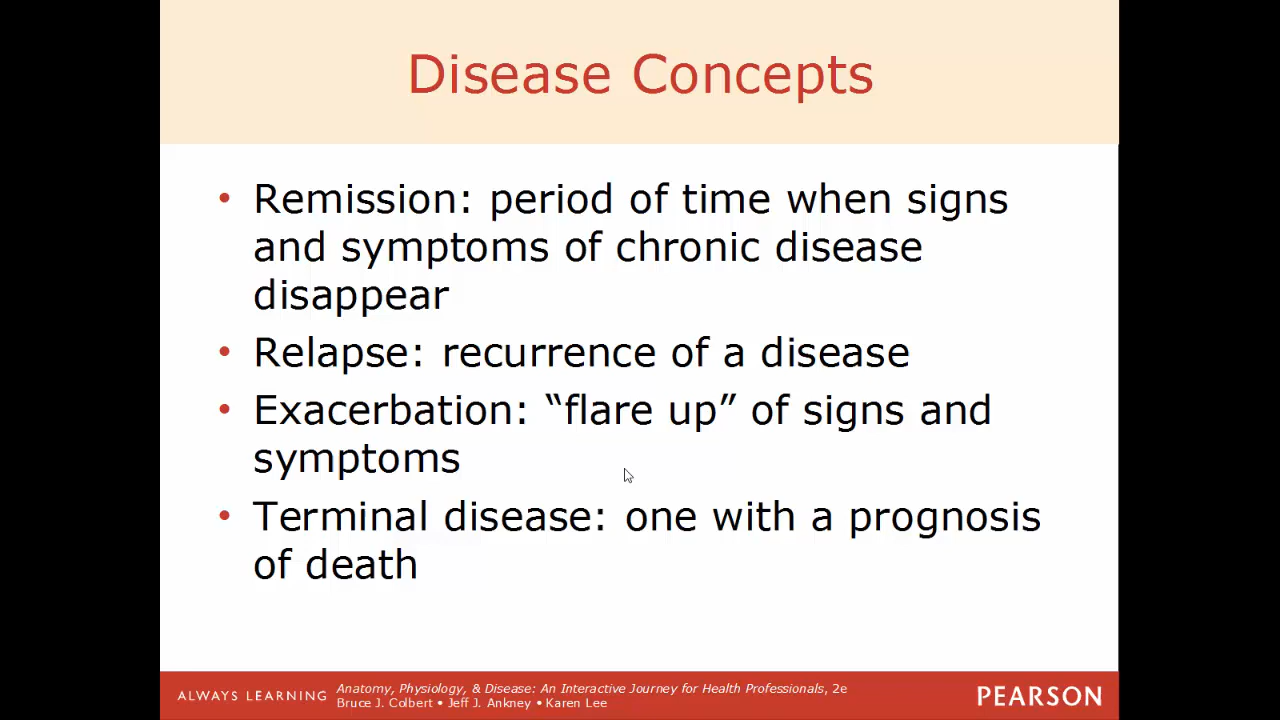 Disease Concepts
• Remission: period of time when signs
and symptoms of chronic disease
disappear
• Relapse: recurrence of a disease
• Exacerbation: “flare up” of signs and
symptoms
• Terminal disease: one with a prognosis
of death
ALWAYS LEARNING
Anatomy, Physiology, & Disease: An Interactive Journey for Health Professionals, 2e
Bruce J. Colbert • Jeff J. Ankney • Karen Lee
PEARSON